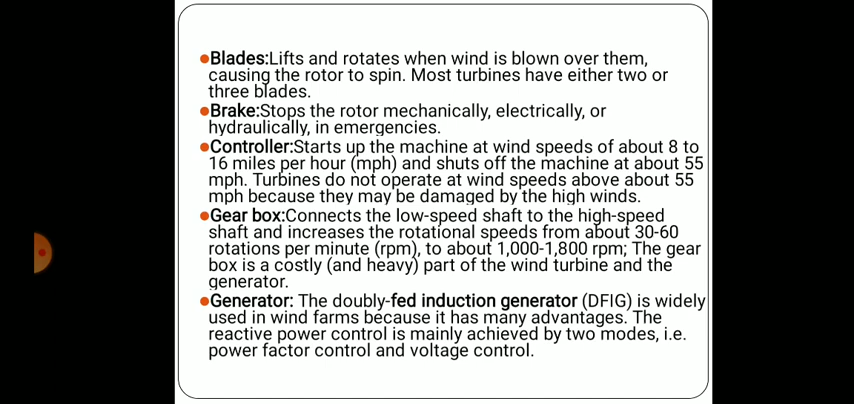 ●Blades:Lifts and rotates when wind is blown over them,
causing the rotor to spin. Most turbines have either two or
three blades.
●Brake:Stops the rotor mechanically, electrically, or
hydraulically, in emergencies.
●Controller:Starts up the machine at wind speeds of about 8 to
16 miles per hour (mph) and shuts off the machine at about 55
mph. Turbines do not operate at wind speeds above about 55
mph because they may be damaged by the high winds.
●Gear box:Connects the low-speed shaft to the high-speed
shaft and increases the rotational speeds from about 30-60
rotations per minute (rpm), to about 1,000-1,800 rpm; The gear
box is a costly (and heavy) part of the wind turbine and the
generator.
●Generator: The doubly-fed induction generator (DFIG) is widely
used in wind farms because it has many advantages. The
reactive power control is mainly achieved by two modes, i.e.
power factor control and voltage control.